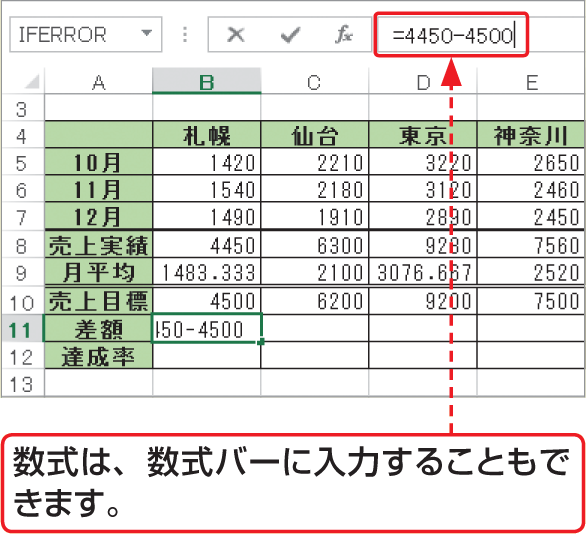 IFERROR =4450-4500
A B C D E
3
4 札幌 仙台 東京 神奈川
5 10月 1420 2210 3220 2650
6 11月 1540 2180 3120 2460
7 12月 1490 1910 2890 2450
8 売上実績 4450 6300 9230 7560
9 月平均 1483.333 2100 3076.667 2520
10 売上目標 4500 6200 9200 7500
11 差額 450-4500
12 達成率
13
数式は、数式バーに入力することもで
きます。